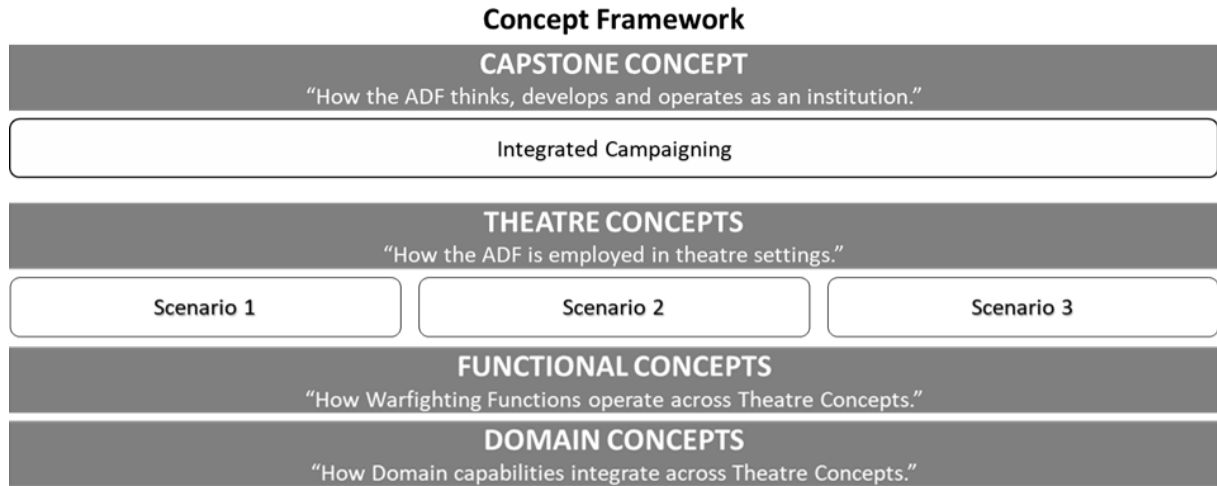 Concept Framework
CAPSTONE CONCEPT
“How the ADF thinks, develops and operates as an institution.”
Integrated Campaigning
THEATRE CONCEPTS
“How the ADF is employed in theatre settings.”
Scenario 1
Scenario 2
Scenario 3
FUNCTIONAL CONCEPTS
“How Warfighting Functions operate across Theatre Concepts.”
DOMAIN CONCEPTS
“How Domain capabilities integrate across Theatre Concepts.”